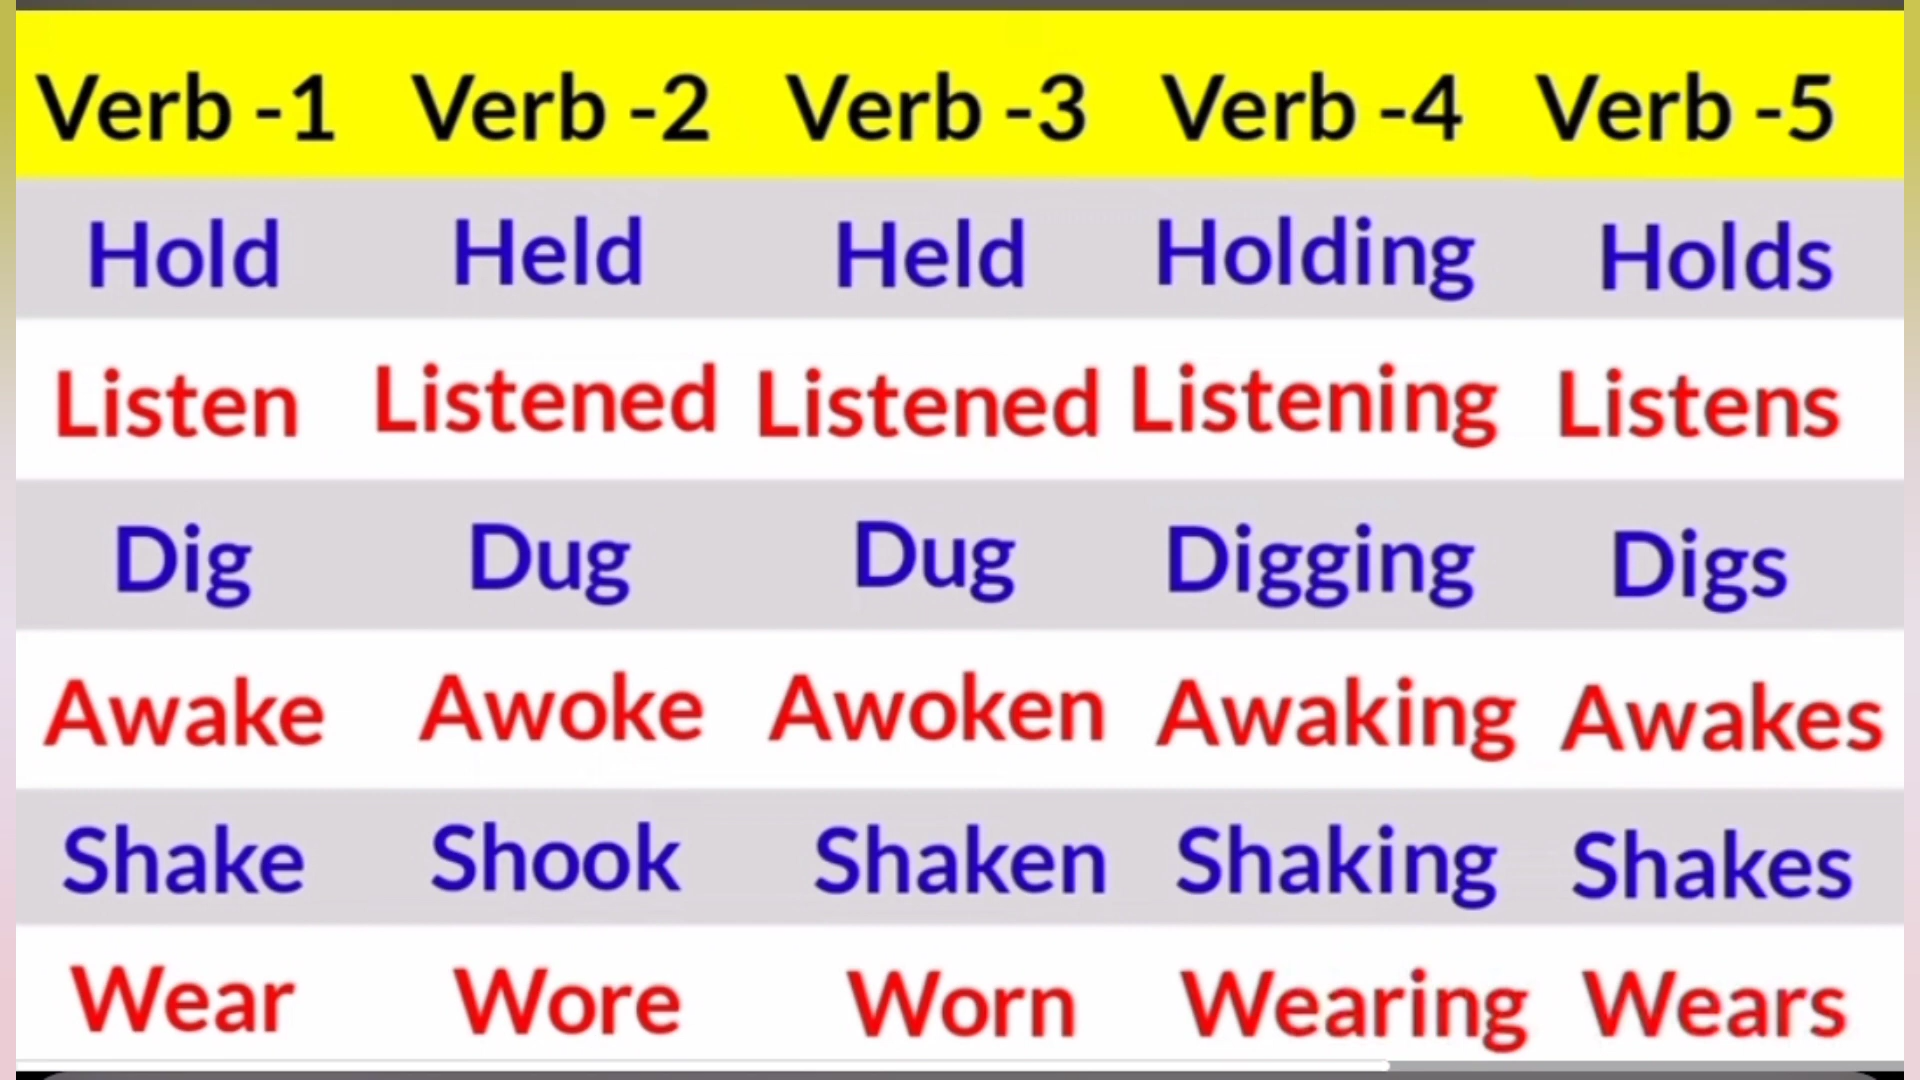 Verb -1 Verb -2 Verb -3 Verb -4 Verb -5
Hold Held Held Holding Holds
Listen Listened Listened Listening Listens
Dig Dug Dug Digging Digs
Awake Awoke Awoken Awaking Awakes
Shake Shook Shaken Shaking Shakes
Wear Wore Worn Wearing Wears